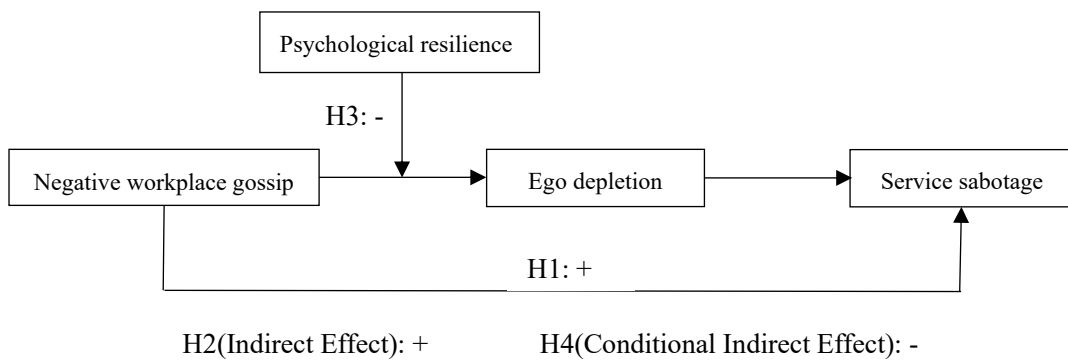 Psychological resilience
H3: -
Negative workplace gossip
Ego depletion
Service sabotage
H1: +
H2(Indirect Effect): +
H4(Conditional Indirect Effect): -